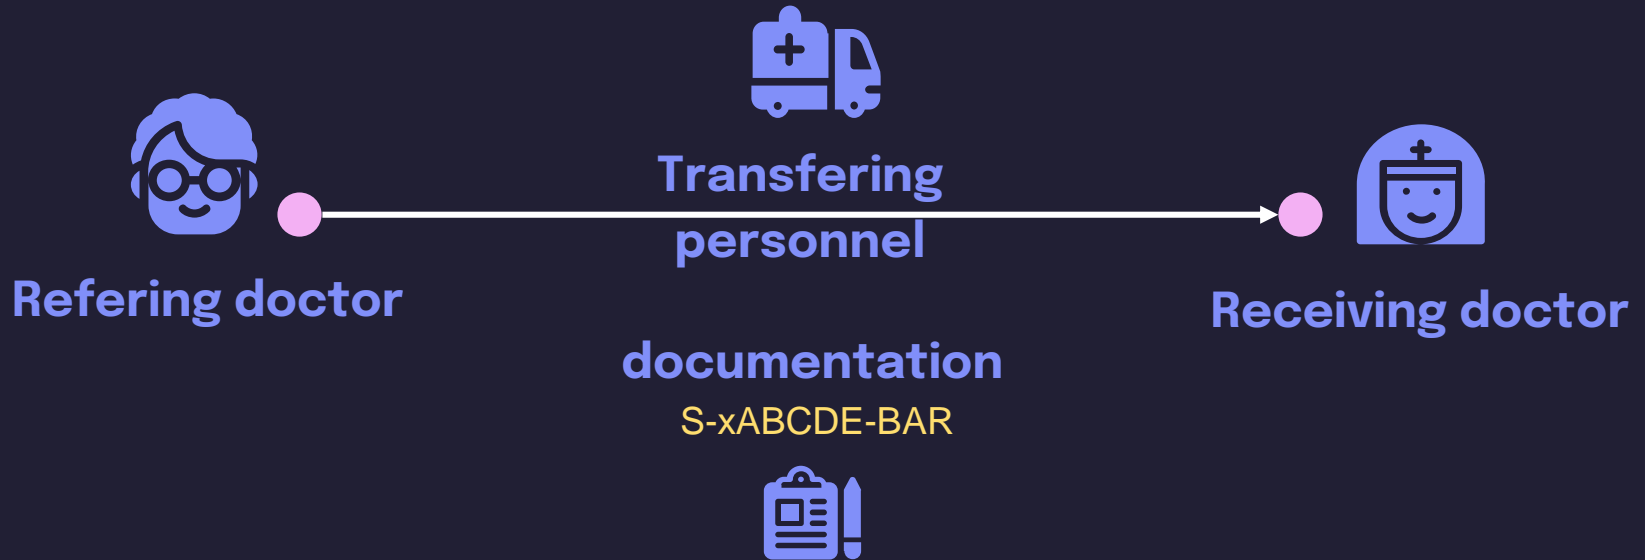 Transfering
personnel
Refering doctor
Receiving doctor
documentation
S-xABCDE-BAR